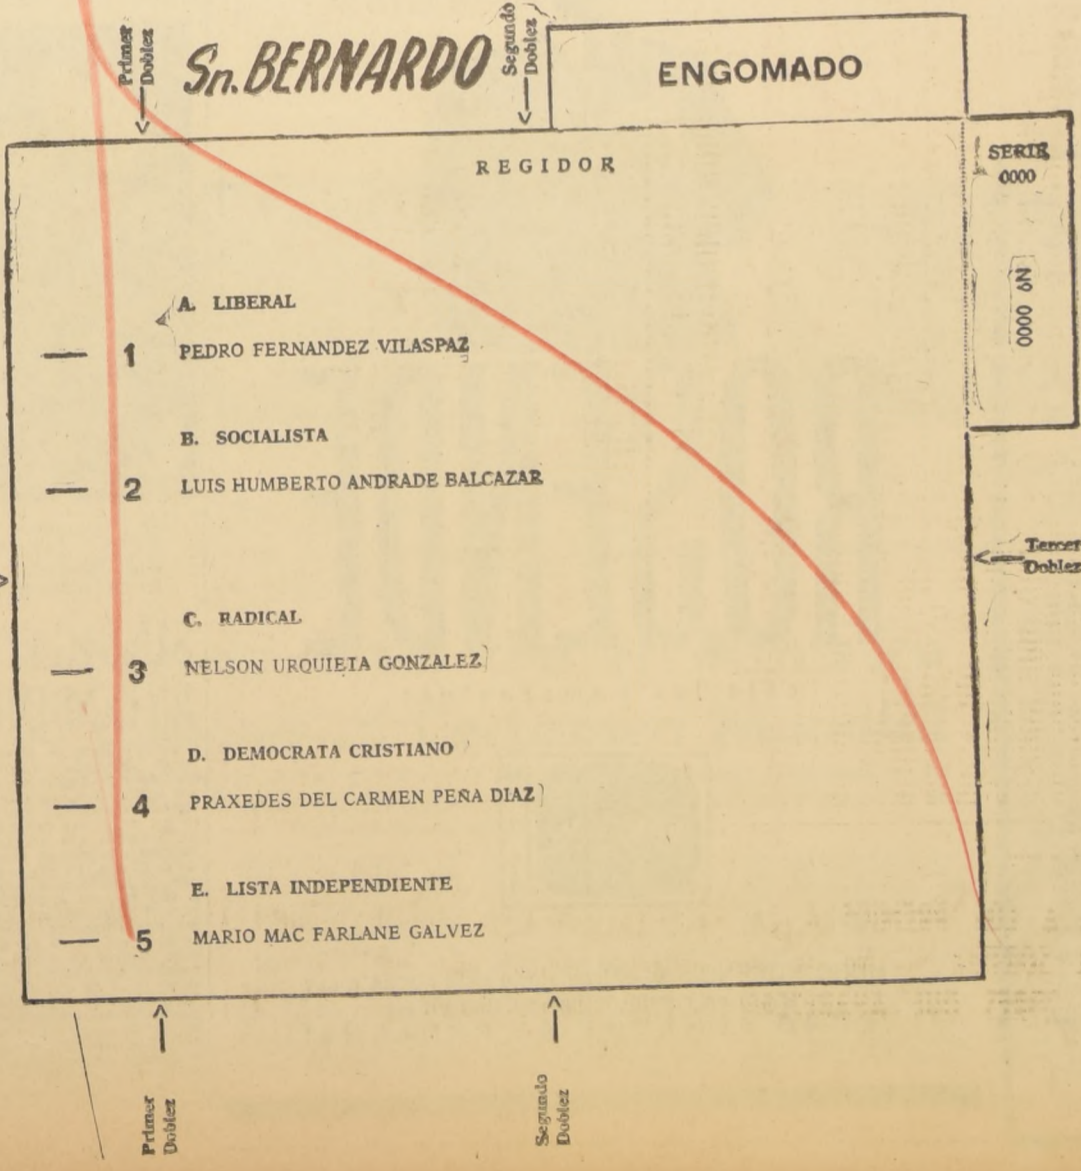 Primer
Doblez
Sn. BERNARDO
Segundo
Doblez
ENGOMADO
REGIDOR
SERIE
0000
Nº 0000
A. LIBERAL
1 PEDRO FERNANDEZ VILASPAZ
B. SOCIALISTA
2 LUIS HUMBERTO ANDRADE BALCAZAR
Tercer
Doblez
C. RADICAL
3 NELSON URQUIETA GONZALEZ
D. DEMOCRATA CRISTIANO
4 PRAXEDES DEL CARMEN PEÑA DIAZ
E. LISTA INDEPENDIENTE
5 MARIO MAC FARLANE GALVEZ
Primer
Doblez
Segundo
Doblez